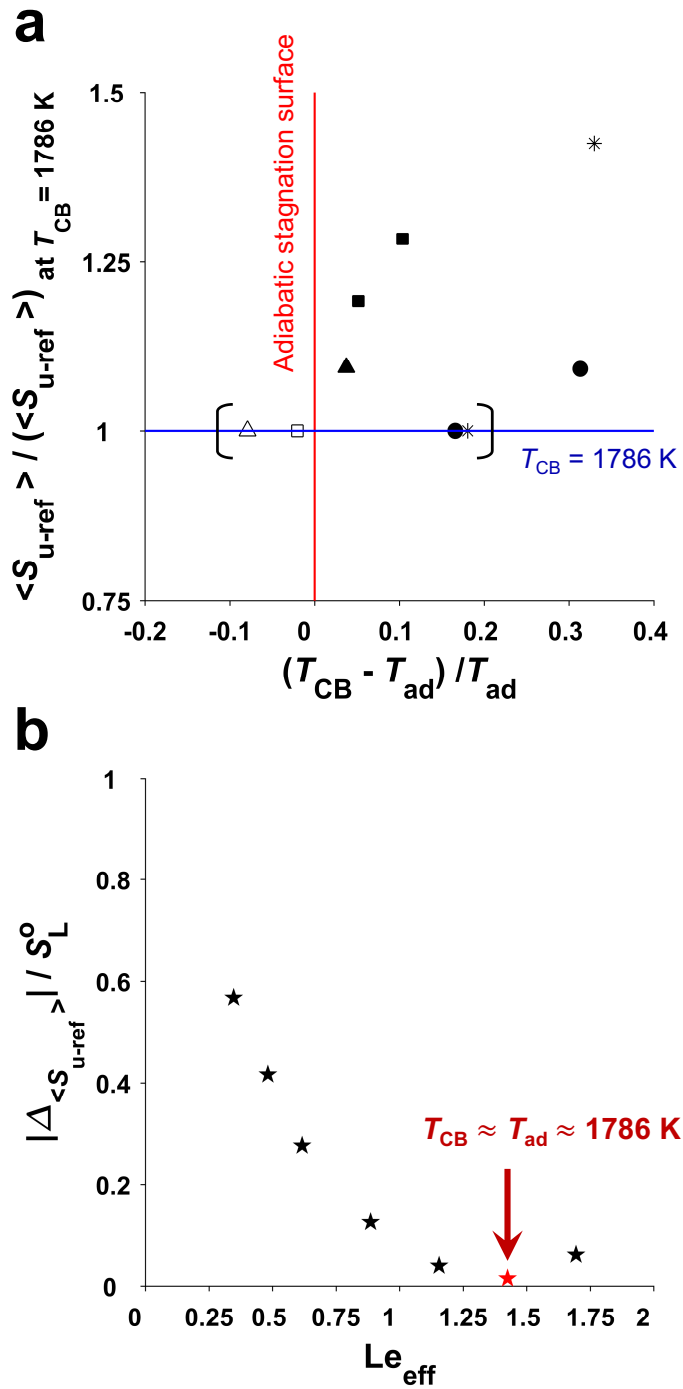 a
<S_u-ref> / (<S_u-ref>) at T_CB = 1786 K
1.5
1.25
1
0.75
Adiabatic stagnation surface
T_CB = 1786 K
-0.2 -0.1 0 0.1 0.2 0.3 0.4
(T_CB - T_ad) / T_ad
b
|Δ_<S_u-ref>| / S_L^o
1
0.8
0.6
0.4
0.2
0
T_CB ≈ T_ad ≈ 1786 K
0 0.25 0.5 0.75 1 1.25 1.5 1.75 2
Le_eff